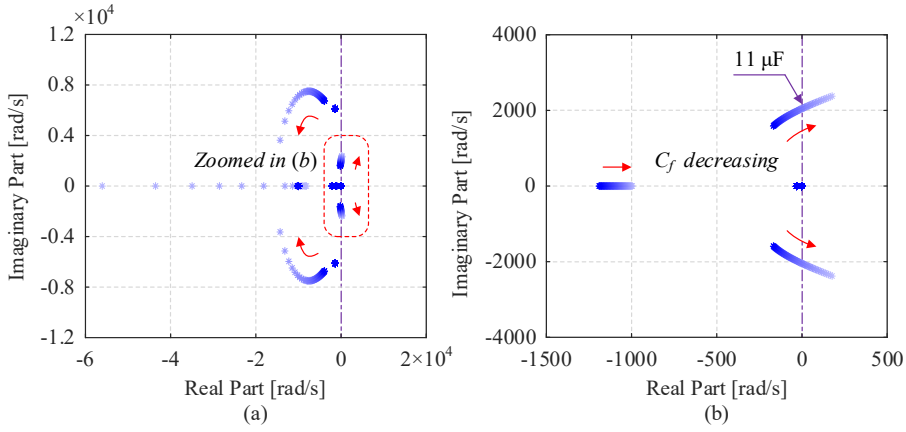 1.2 ×10⁴
0.8
0.4
0
-0.4
-0.8
-1.2
Imaginary Part [rad/s]
Zoomed in (b)
-6 -4 -2 0 2×10⁴
Real Part [rad/s]
(a)
4000
2000
0
-2000
-4000
Imaginary Part [rad/s]
11 μF
C_f decreasing
-1500 -1000 -500 0 500
Real Part [rad/s]
(b)